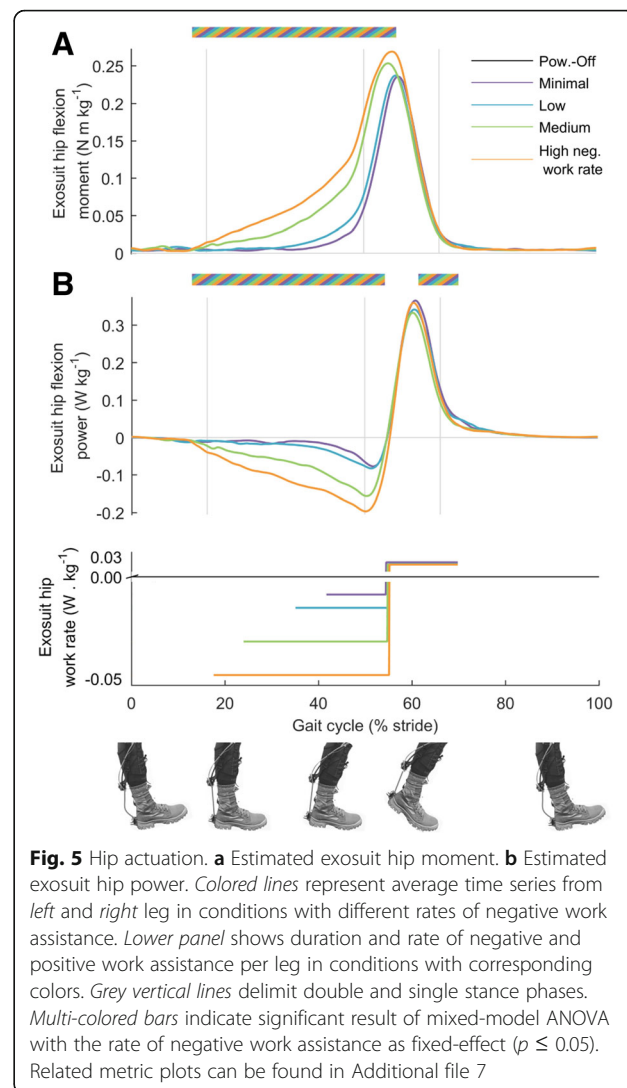 A
Exosuit hip flexion
moment (N m kg⁻¹)
0.25
0.2
0.15
0.1
0.05
0
Pow.-Off
Minimal
Low
Medium
High neg.
work rate
B
Exosuit hip flexion
power (W kg⁻¹)
0.3
0.2
0.1
0
-0.1
-0.2
Exosuit hip
work rate (W . kg⁻¹)
0.03
0.00
-0.05
0
20
40
60
80
100
Gait cycle (% stride)
Fig. 5 Hip actuation. a Estimated exosuit hip moment. b Estimated
exosuit hip power. Colored lines represent average time series from
left and right leg in conditions with different rates of negative work
assistance. Lower panel shows duration and rate of negative and
positive work assistance per leg in conditions with corresponding
colors. Grey vertical lines delimit double and single stance phases.
Multi-colored bars indicate significant result of mixed-model ANOVA
with the rate of negative work assistance as fixed-effect (p ≤ 0.05).
Related metric plots can be found in Additional file 7